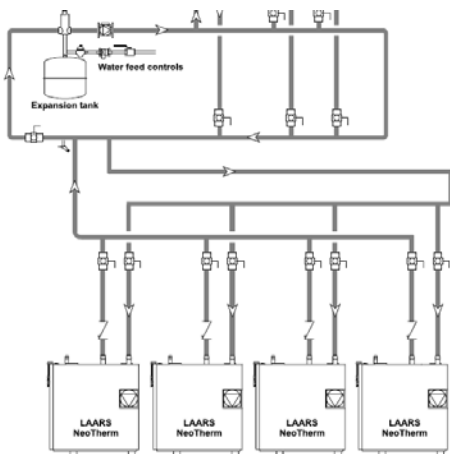 Water feed controls
Expansion tank
LAARS
NeoTherm
LAARS
NeoTherm
LAARS
NeoTherm
LAARS
NeoTherm